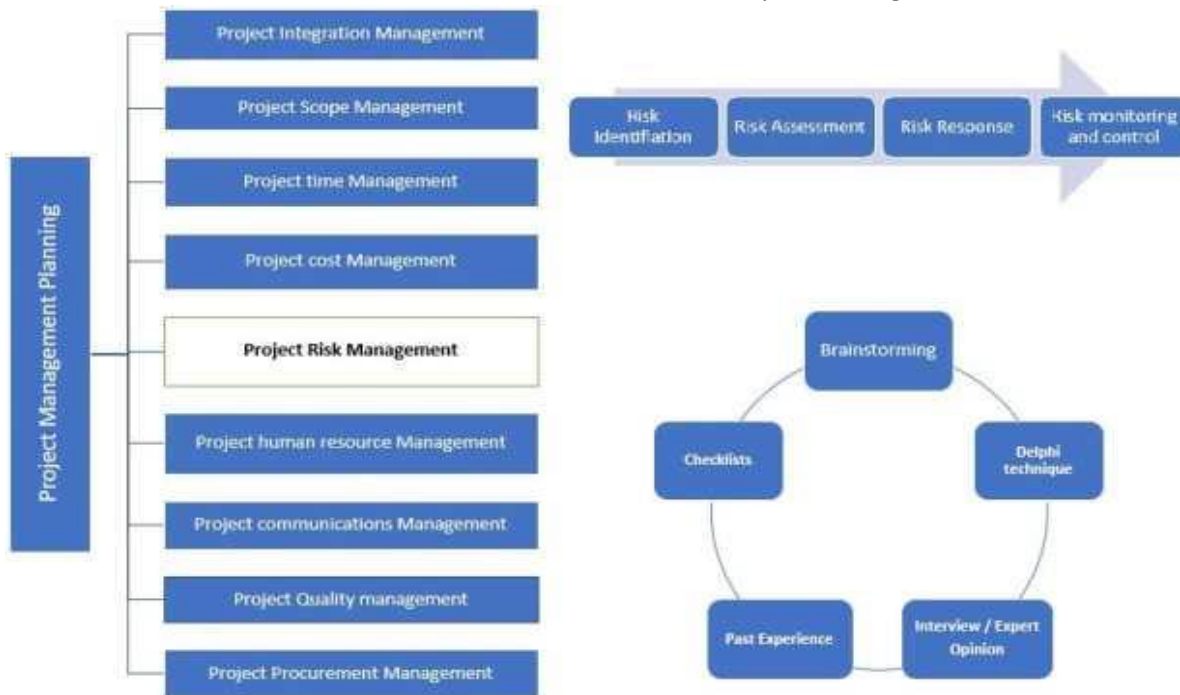 Project Management Planning
Project Integration Management
Project Scope Management
Project time Management
Project cost Management
Project Risk Management
Project human resource Management
Project communications Management
Project Quality management
Project Procurement Management
Risk
Identifiation
Risk Assessment
Risk Response
Risk monitoring
and control
Brainstorming
Delphi
technique
Interview / Expert
Opinion
Past Experience
Checklists